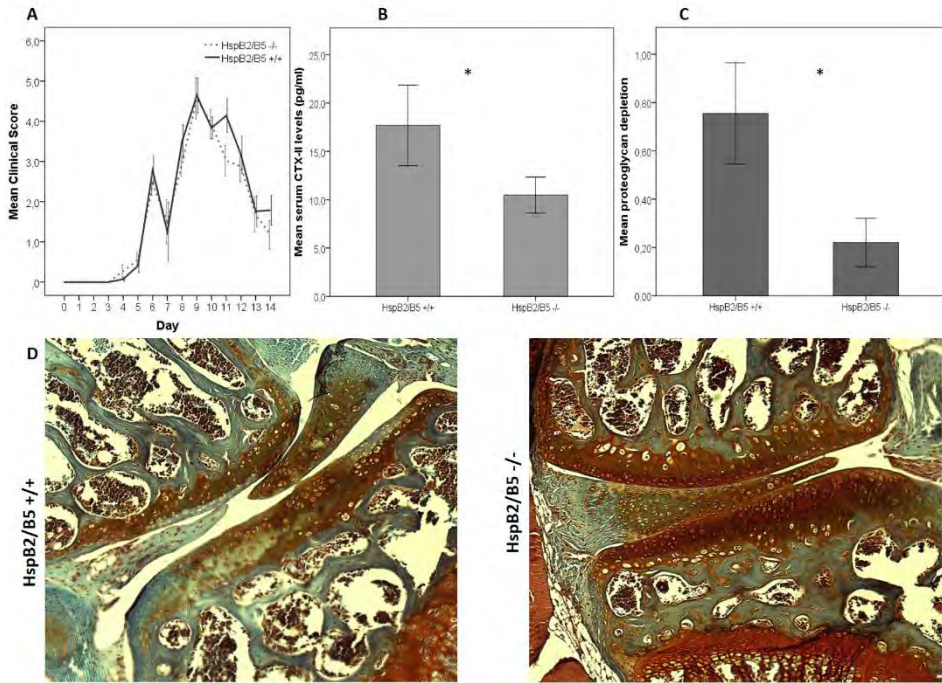 A
B
C
6,0
5,0
4,0
3,0
2,0
1,0
,0
Mean Clinical Score
HspB2/B5 -/-
HspB2/B5 +/+
0 1 2 3 4 5 6 7 8 9 10 11 12 13 14
Day
25,0
20,0
15,0
10,0
5,0
,0
Mean serum CTX-II levels (pg/ml)
*
HspB2/B5 +/+
HspB2/B5 -/-
1,00
0,80
0,60
0,40
0,20
0,00
Mean proteoglycan depletion
*
HspB2/B5 +/+
HspB2/B5 -/-
D
HspB2/B5 +/+
HspB2/B5 -/-